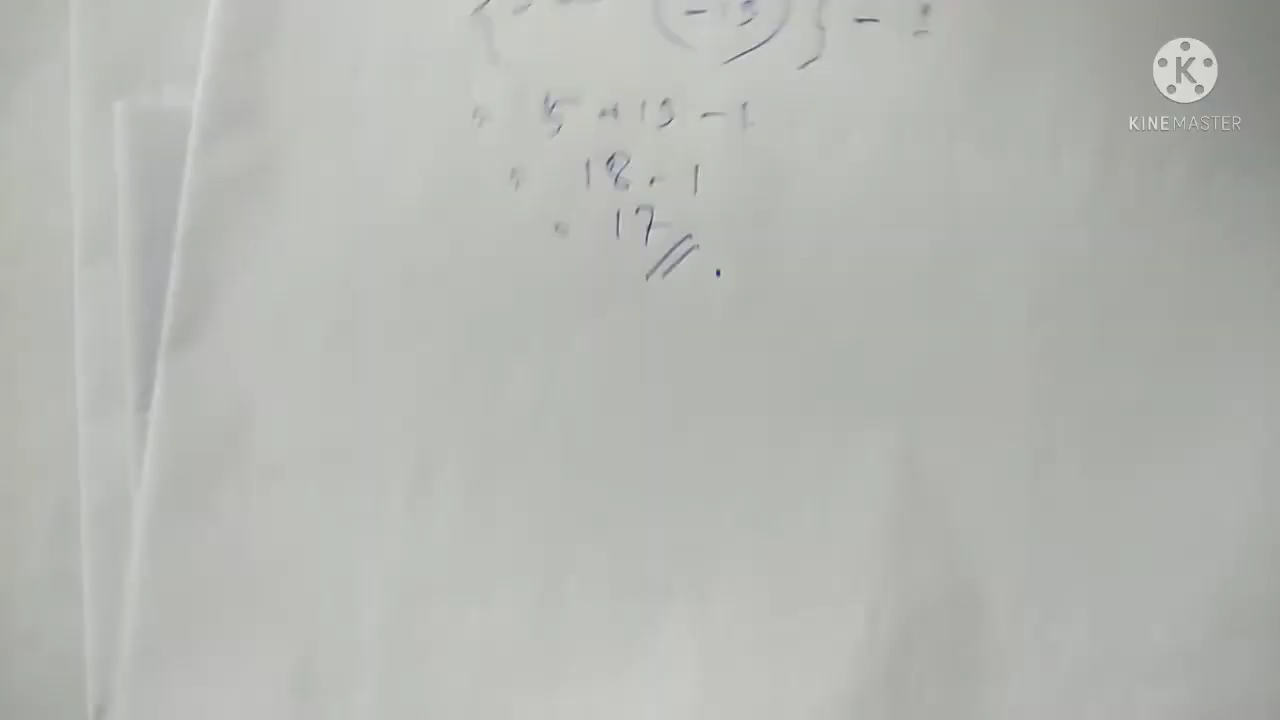 = 5 + 13 - 1
= 18 - 1
= 17
K
KINEMASTER